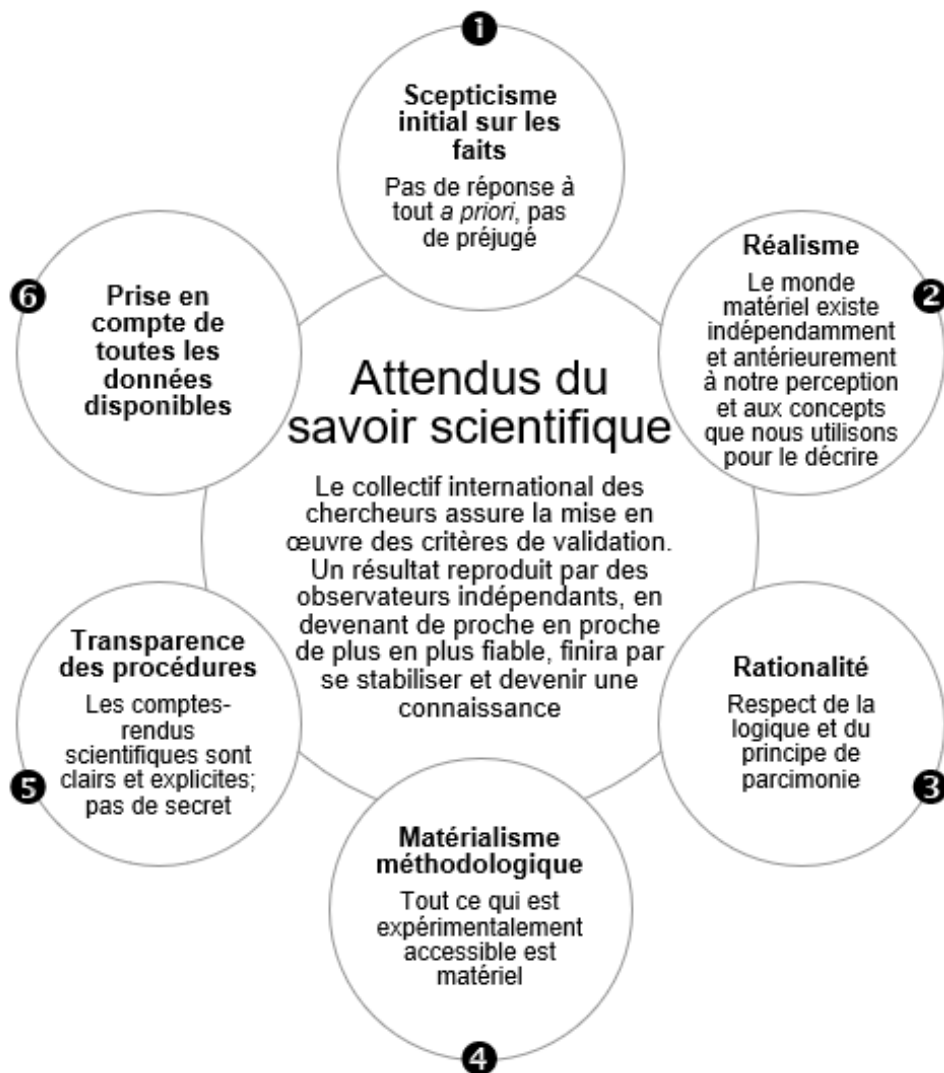 1
Scepticisme
initial sur les
faits
Pas de réponse à
tout a priori, pas
de préjugé
2
Réalisme
Le monde
matériel existe
indépendamment
et antérieurement
à notre perception
et aux concepts
que nous utilisons
pour le décrire
3
Rationalité
Respect de la
logique et du
principe de
parcimonie
4
Matérialisme
méthodologique
Tout ce qui est
expérimentalement
accessible est
matériel
5
Transparence
des procédures
Les comptes-
rendus
scientifiques sont
clairs et explicites;
pas de secret
6
Prise en
compte de
toutes les
données
disponibles
Attendus du
savoir scientifique
Le collectif international des
chercheurs assure la mise en
œuvre des critères de validation.
Un résultat reproduit par des
observateurs indépendants, en
devenant de proche en proche
de plus en plus fiable, finira par
se stabiliser et devenir une
connaissance